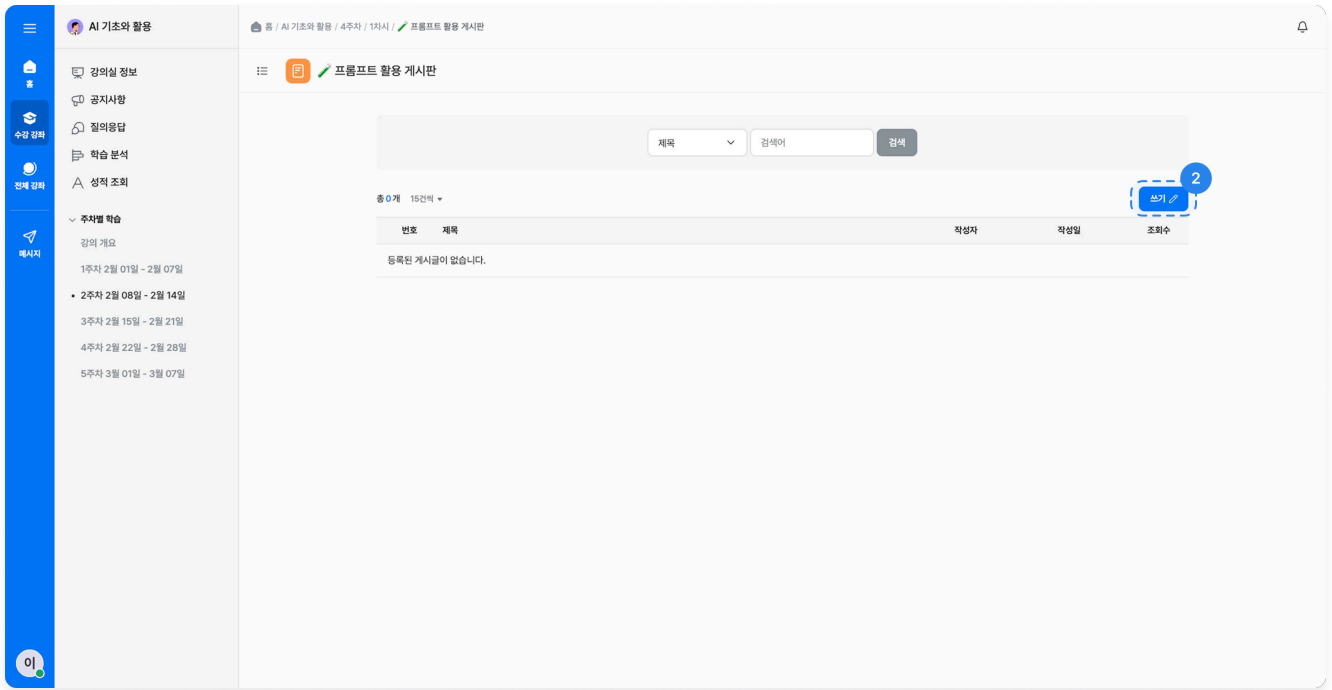 AI 기초와 활용
홈 / AI 기초와 활용 / 4주차 / 1차시 / 프롬프트 활용 게시판
홈
수강 강좌
전체 강좌
메시지
이
강의실 정보
공지사항
질의응답
학습 분석
성적 조회
주차별 학습
강의 개요
1주차 2월 01일 - 2월 07일
• 2주차 2월 08일 - 2월 14일
3주차 2월 15일 - 2월 21일
4주차 2월 22일 - 2월 28일
5주차 3월 01일 - 3월 07일
프롬프트 활용 게시판
제목 검색어 검색
총 0 개 15건씩
쓰기
2
번호 제목 작성자 작성일 조회수
등록된 게시글이 없습니다.